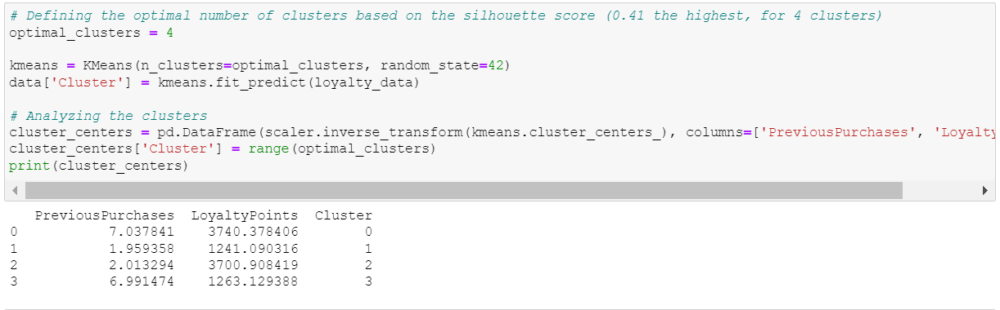 # Defining the optimal number of clusters based on the silhouette score (0.41 the highest, for 4 clusters)
optimal_clusters = 4
kmeans = KMeans(n_clusters=optimal_clusters, random_state=42)
data['Cluster'] = kmeans.fit_predict(loyalty_data)
# Analyzing the clusters
cluster_centers = pd.DataFrame(scaler.inverse_transform(kmeans.cluster_centers_), columns=['PreviousPurchases', 'Loyalty
cluster_centers['Cluster'] = range(optimal_clusters)
print(cluster_centers)
PreviousPurchases LoyaltyPoints Cluster
0 7.037841 3740.378406 0
1 1.959358 1241.090316 1
2 2.013294 3700.908419 2
3 6.991474 1263.129388 3